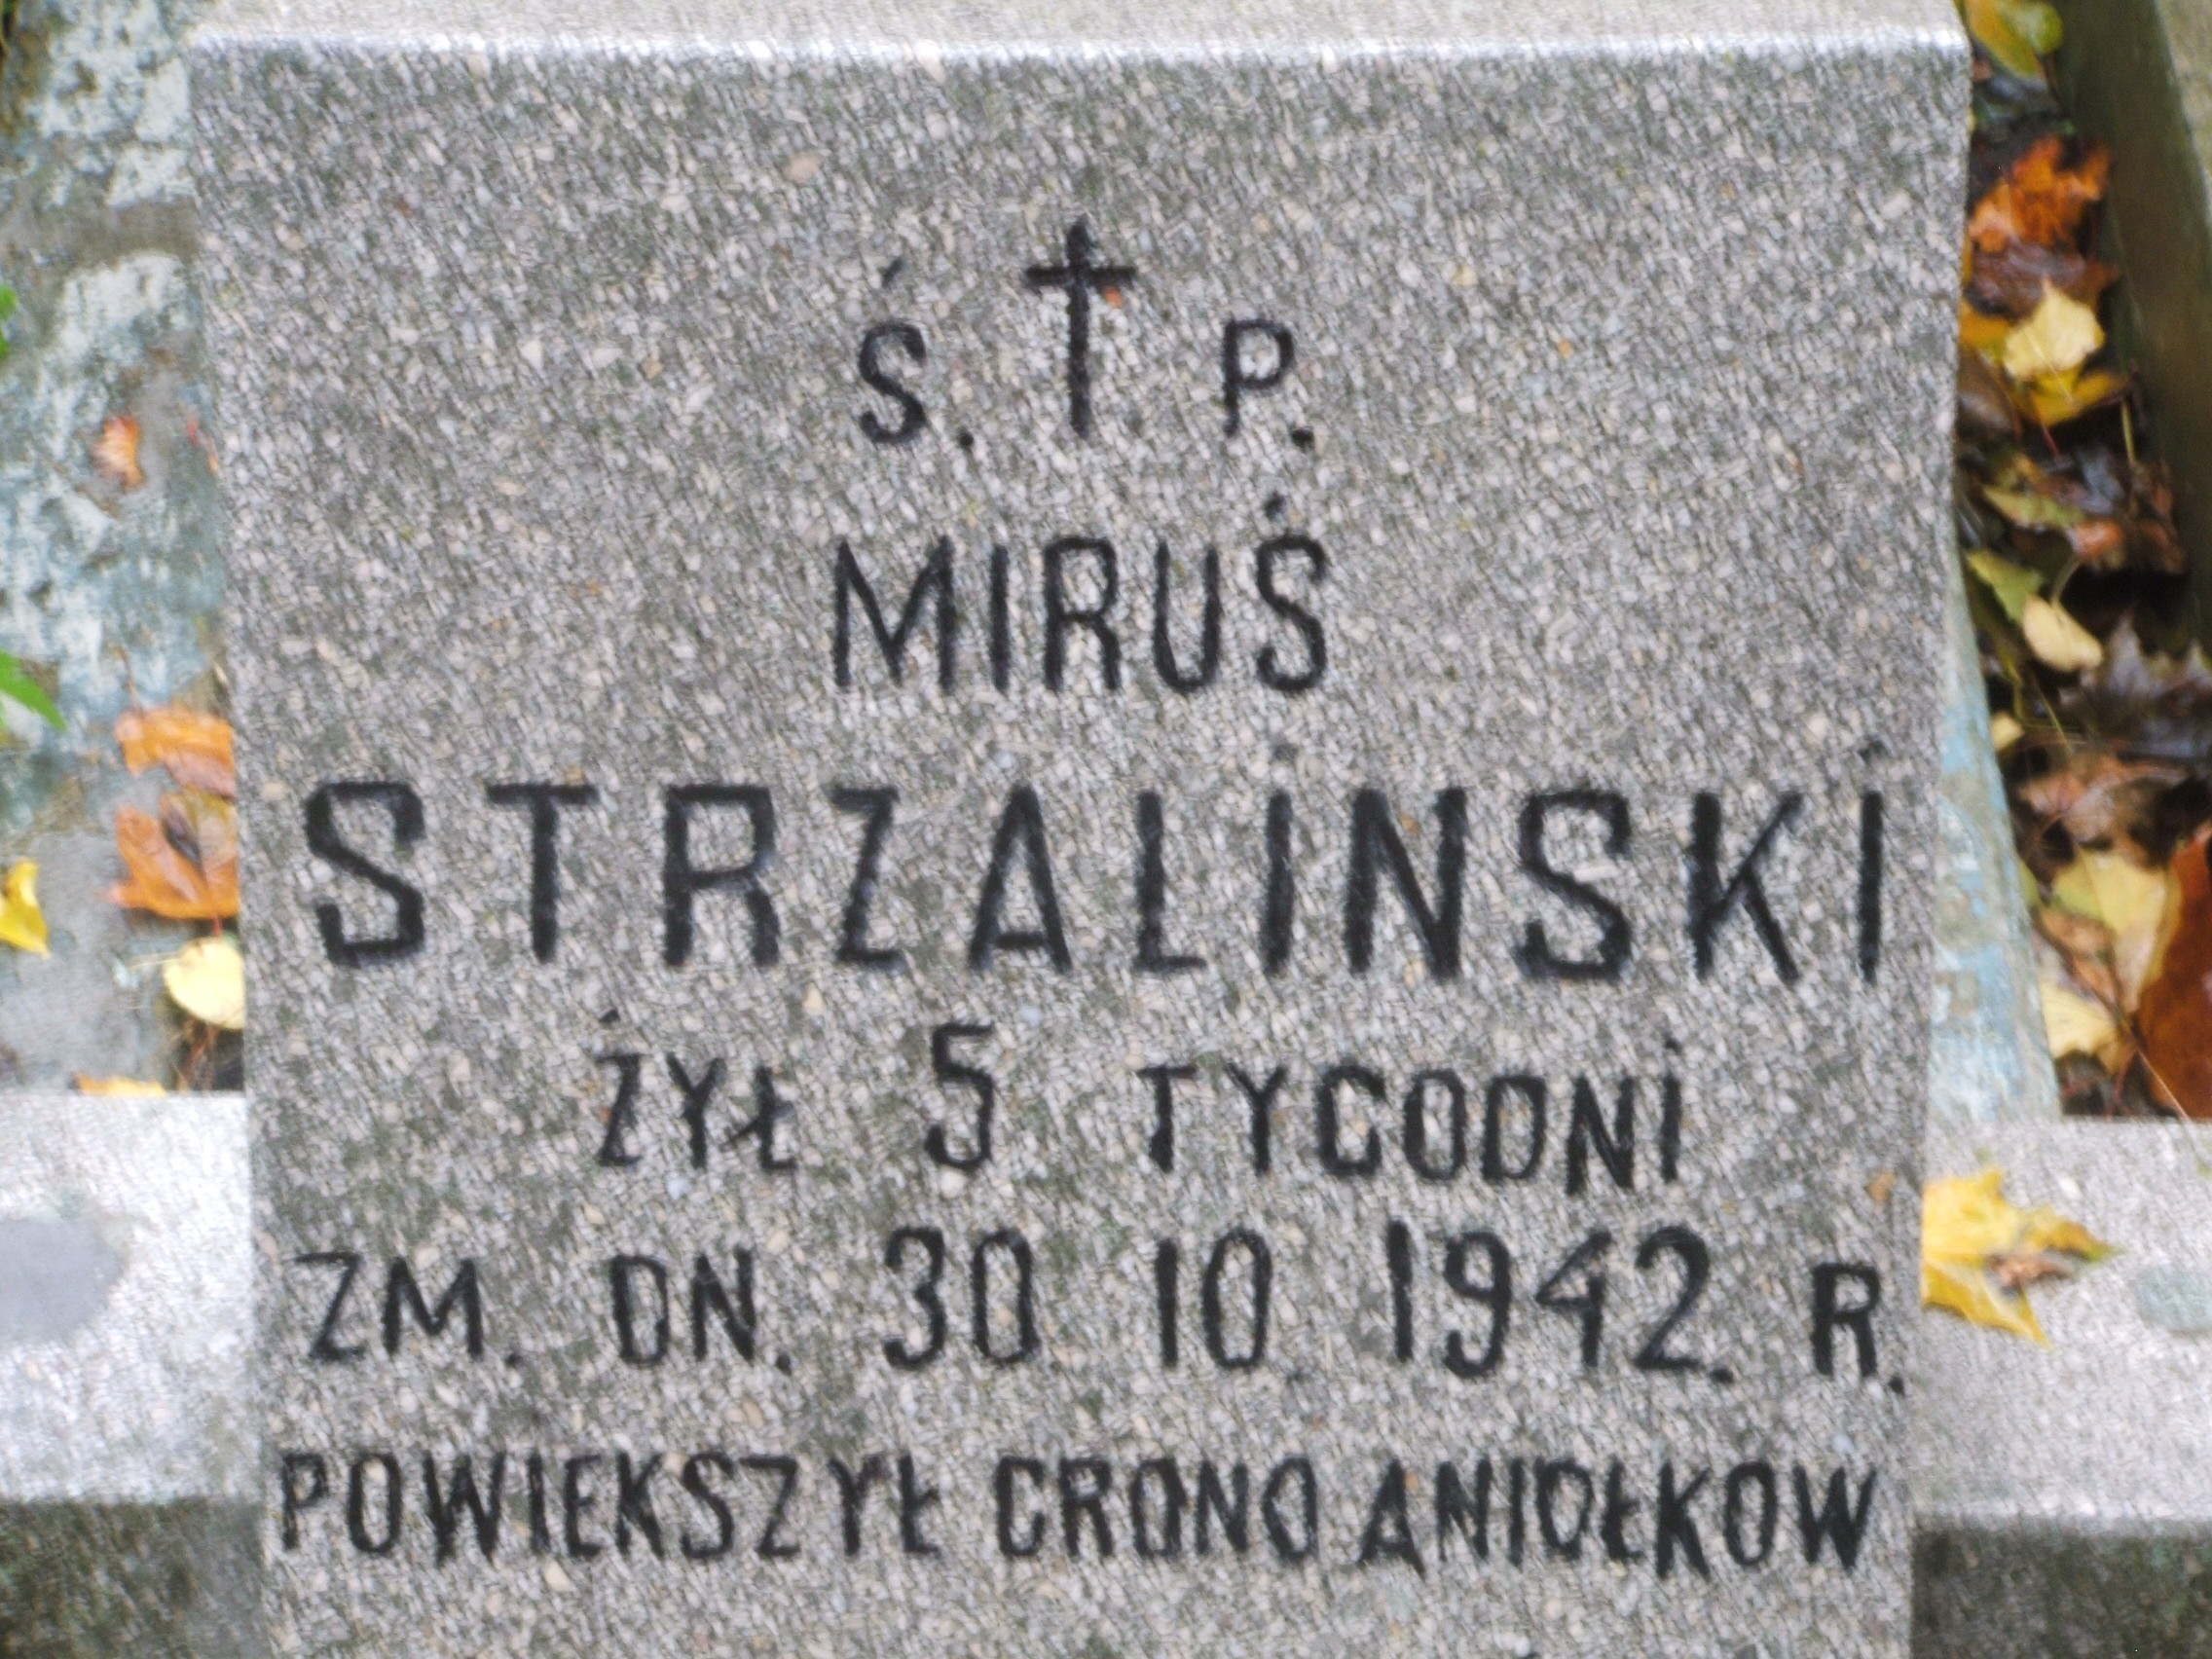 Ś. P.
MIRUŚ
STRZALINSKI
ŻYŁ 5 TYGODNI
ZM. DN. 30 10 1942. R.
POWIEKSZYŁ GRONO ANIOŁKOW